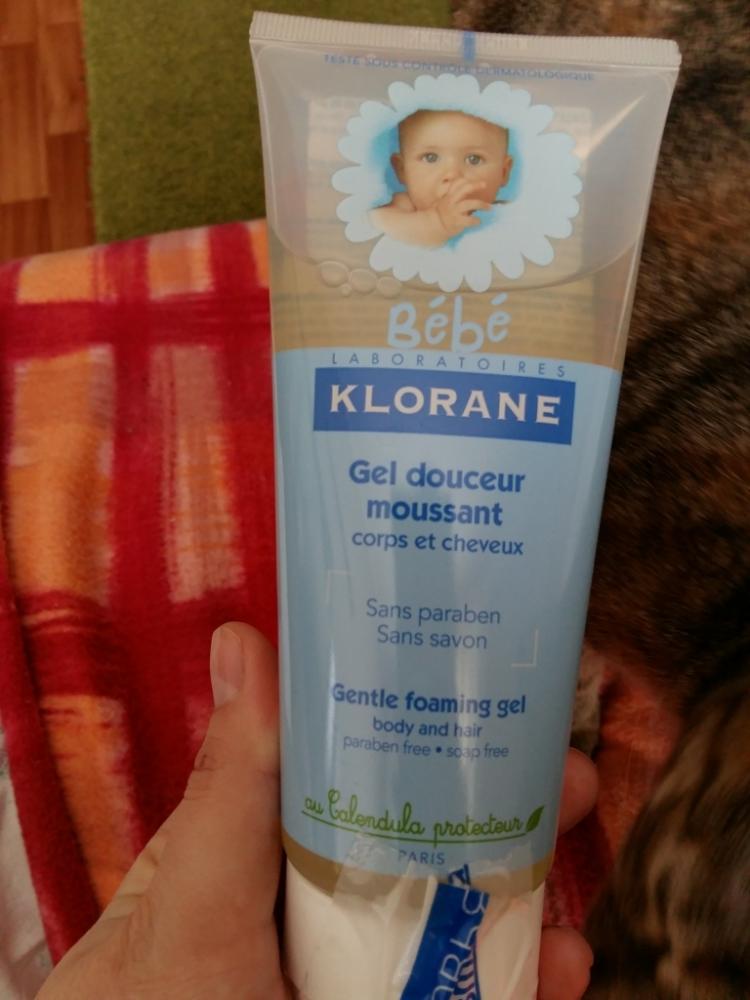 TESTÉ SOUS CONTRÔLE DERMATOLOGIQUE
Bébé
LABORATOIRES
KLORANE
Gel douceur
moussant
corps et cheveux
Sans paraben
Sans savon
Gentle foaming gel
body and hair
paraben free • soap free
au Calendula protecteur
PARIS